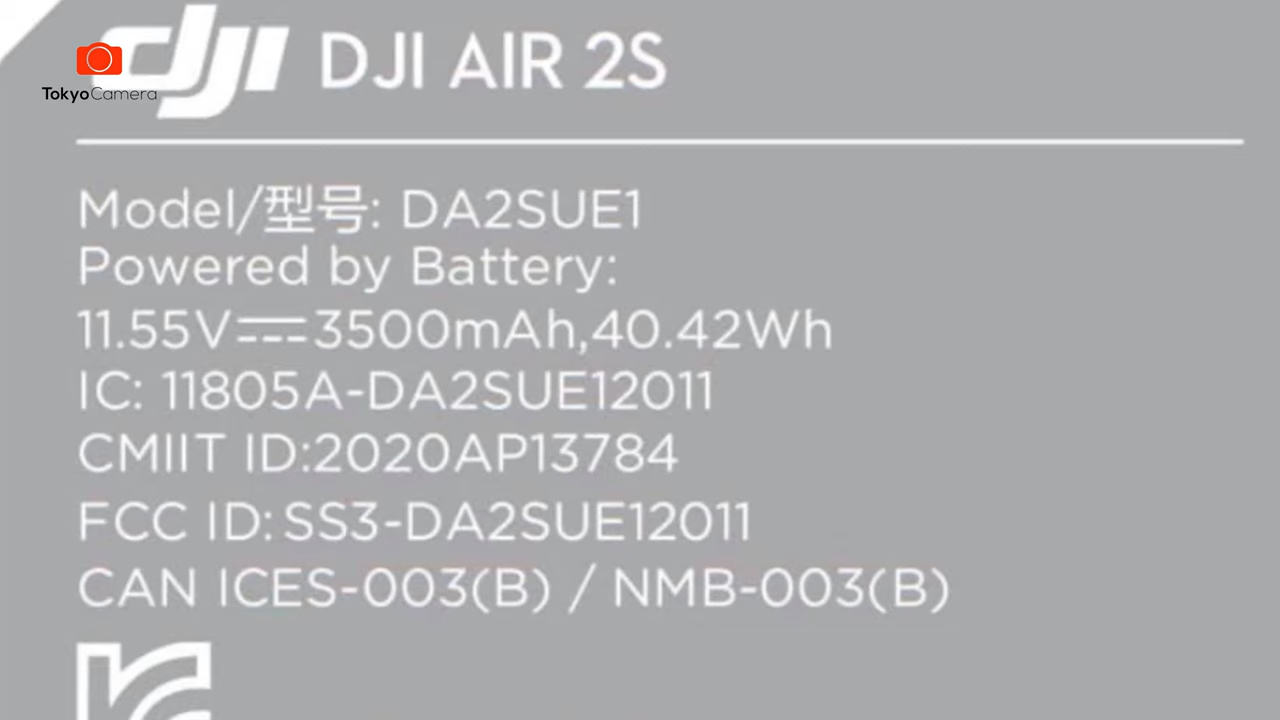 dji DJI AIR 2S
TokyoCamera
Model/型号: DA2SUE1
Powered by Battery:
11.55V⎓3500mAh,40.42Wh
IC: 11805A-DA2SUE12011
CMIIT ID:2020AP13784
FCC ID: SS3-DA2SUE12011
CAN ICES-003(B) / NMB-003(B)